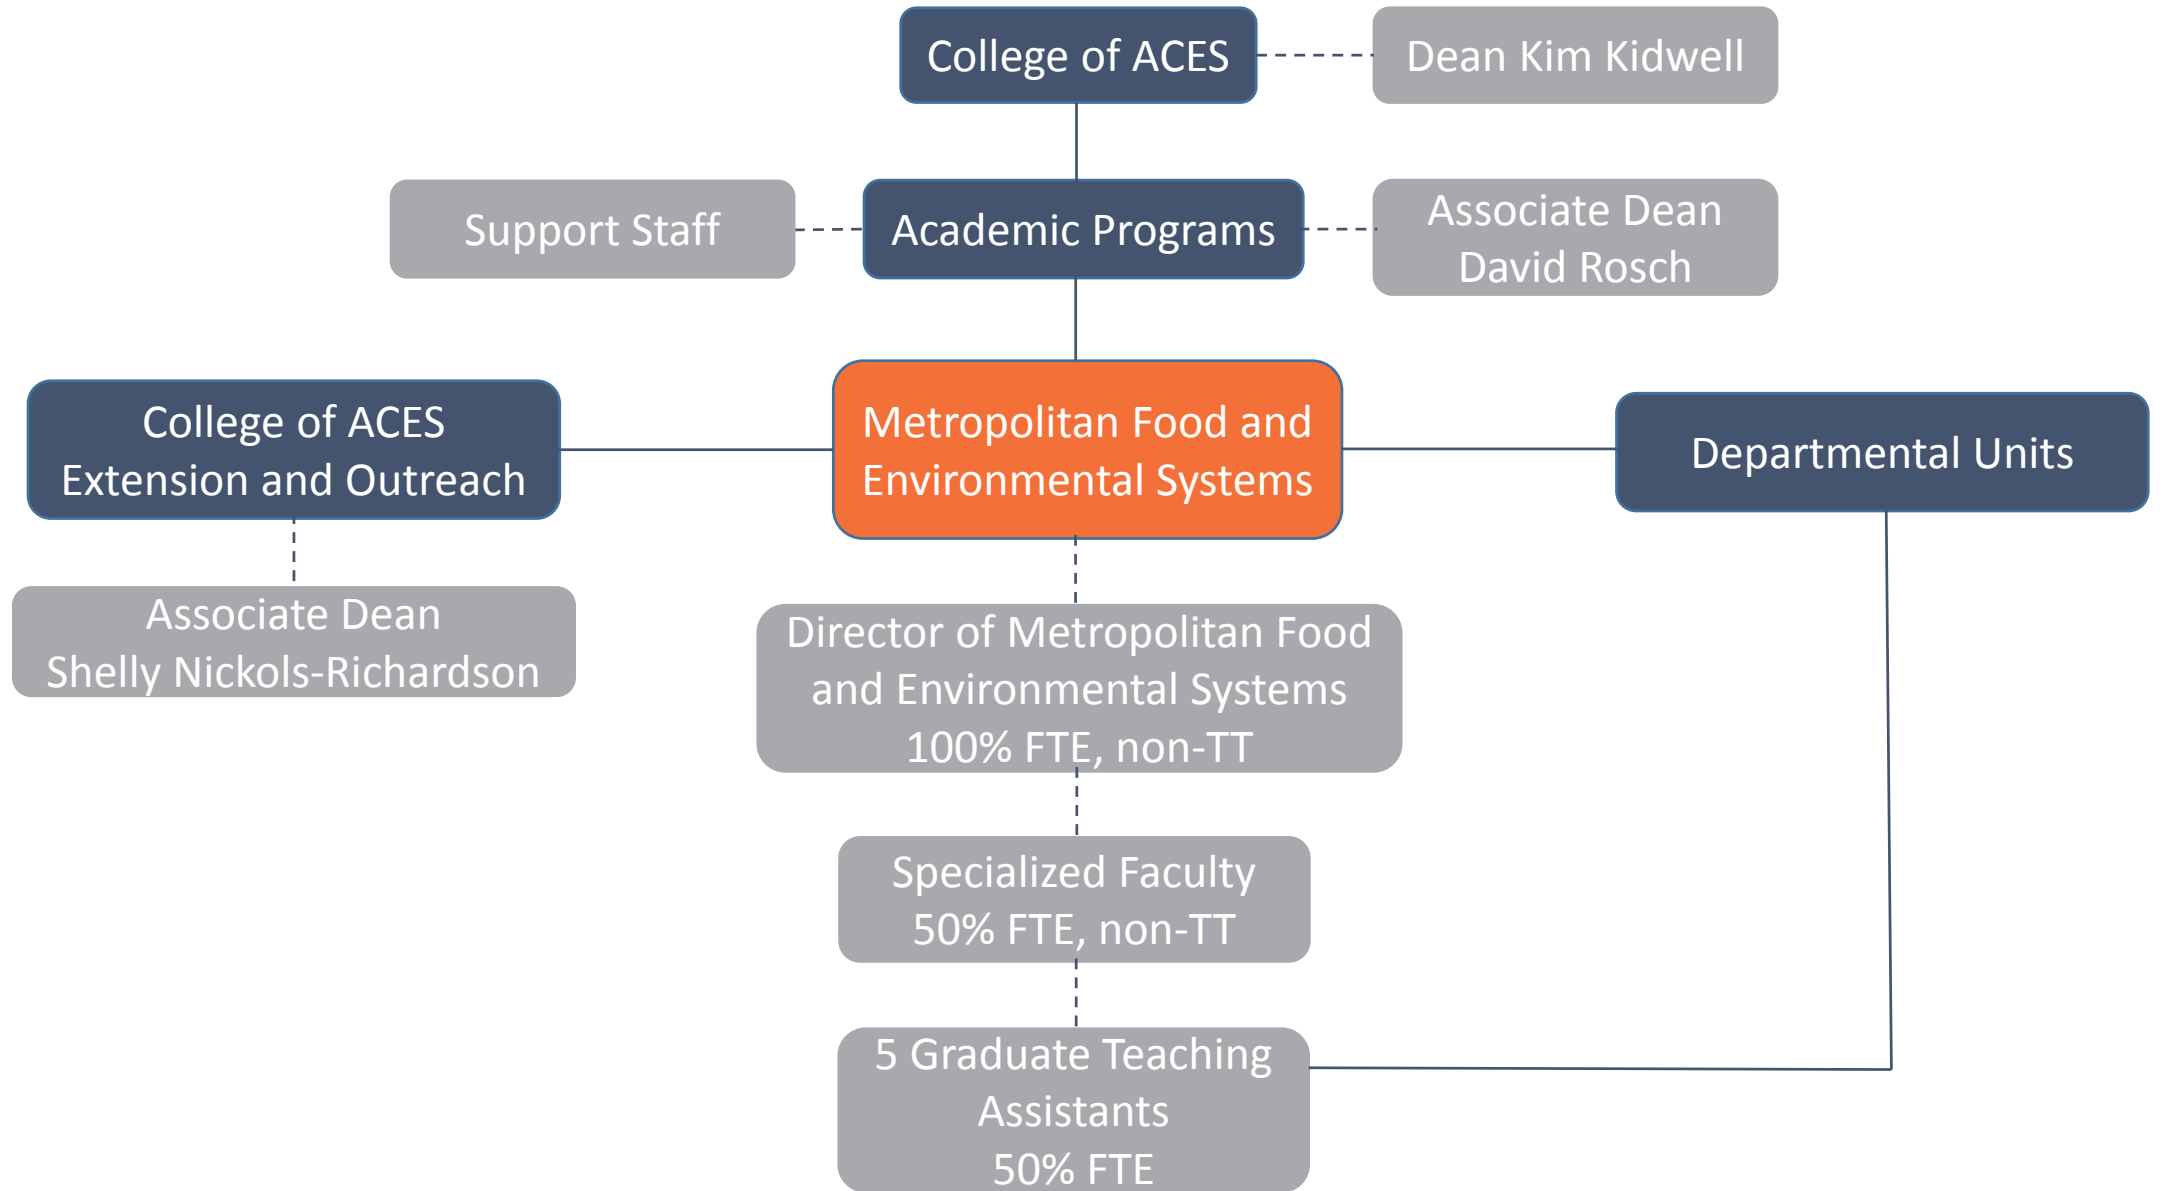 College of ACES
Dean Kim Kidwell
Support Staff
Academic Programs
Associate Dean
David Rosch
College of ACES
Extension and Outreach
Metropolitan Food and
Environmental Systems
Departmental Units
Associate Dean
Shelly Nickols-Richardson
Director of Metropolitan Food
and Environmental Systems
100% FTE, non-TT
Specialized Faculty
50% FTE, non-TT
5 Graduate Teaching
Assistants
50% FTE